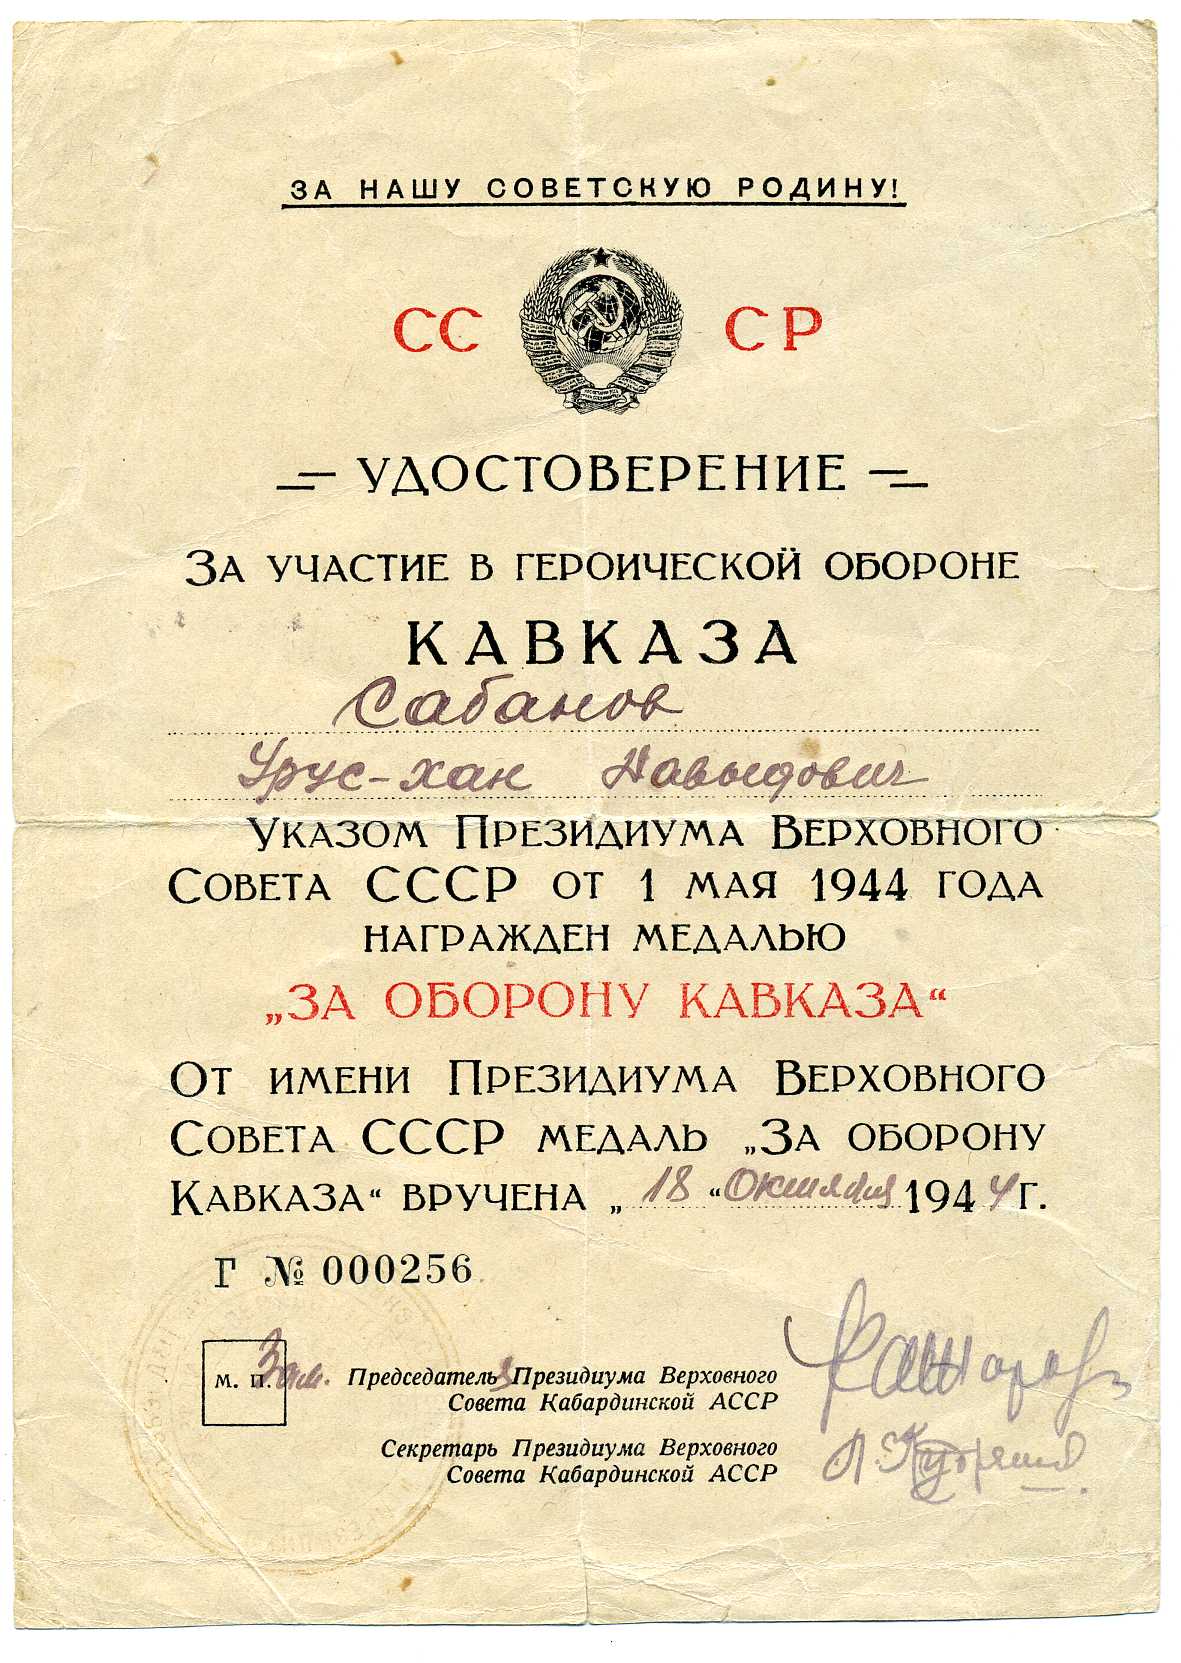 ЗА НАШУ СОВЕТСКУЮ РОДИНУ!
СС СР
УДОСТОВЕРЕНИЕ
ЗА УЧАСТИЕ В ГЕРОИЧЕСКОЙ ОБОРОНЕ
КАВКАЗА
Сабанов
Урус-хан Навыдович
УКАЗОМ ПРЕЗИДИУМА ВЕРХОВНОГО
СОВЕТА СССР ОТ 1 МАЯ 1944 ГОДА
НАГРАЖДЕН МЕДАЛЬЮ
„ЗА ОБОРОНУ КАВКАЗА“
ОТ ИМЕНИ ПРЕЗИДИУМА ВЕРХОВНОГО
СОВЕТА СССР МЕДАЛЬ „ЗА ОБОРОНУ
КАВКАЗА“ ВРУЧЕНА „18“ Октября 1944 Г.
Г № 000256
м. п. Зам. Председателя Президиума Верховного
Совета Кабардинской АССР
Секретарь Президиума Верховного
Совета Кабардинской АССР